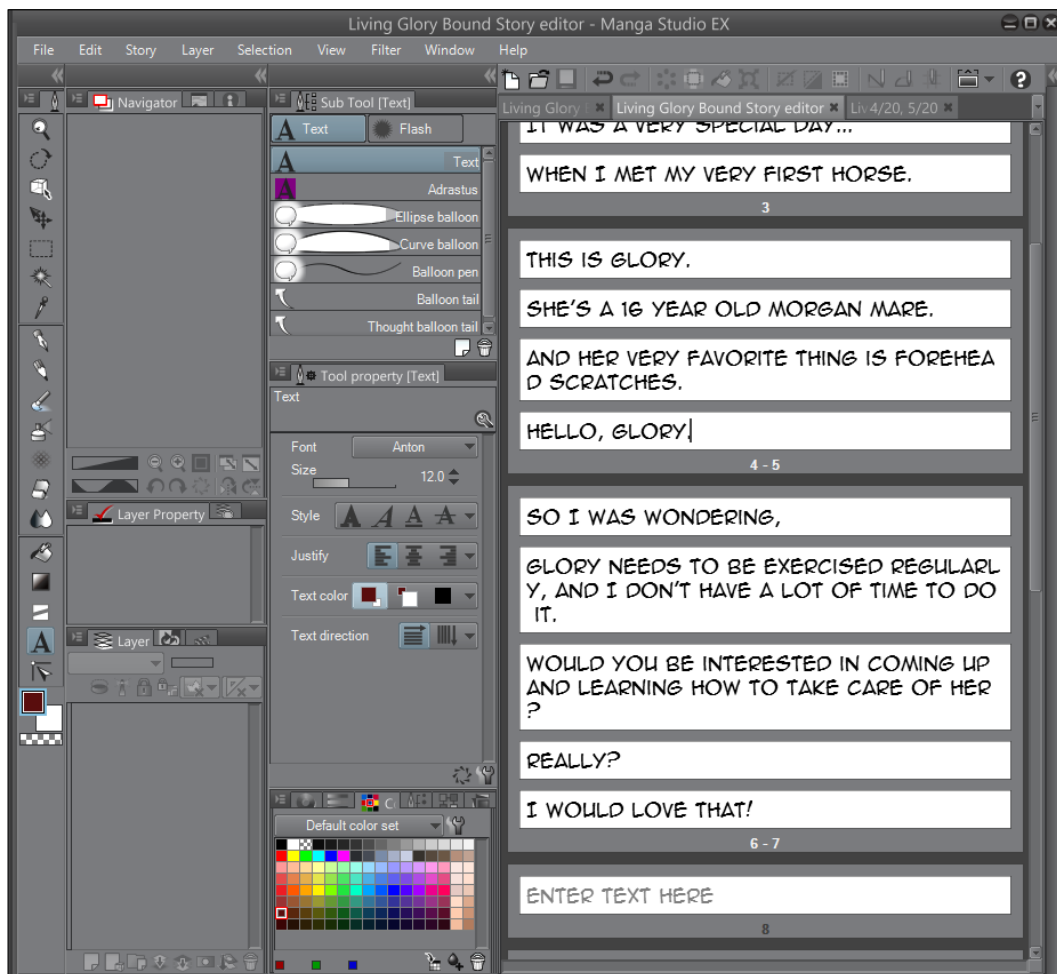 Living Glory Bound Story editor - Manga Studio EX
File Edit Story Layer Selection View Filter Window Help
Navigator
Sub Tool [Text]
Living Glory
Living Glory Bound Story editor
Liv 4/20, 5/20
Text Flash
Text
Adrastus
Ellipse balloon
Curve balloon
Balloon pen
Balloon tail
Thought balloon tail
Tool property [Text]
Text
Font Anton
Size 12.0
Style
Justify
Text color
Text direction
Layer Property
Layer
Default color set
IT WAS A VERY SPECIAL DAY...
WHEN I MET MY VERY FIRST HORSE.
3
THIS IS GLORY.
SHE'S A 16 YEAR OLD MORGAN MARE.
AND HER VERY FAVORITE THING IS FOREHEA
D SCRATCHES.
HELLO, GLORY.
4 - 5
SO I WAS WONDERING,
GLORY NEEDS TO BE EXERCISED REGULARL
Y, AND I DON'T HAVE A LOT OF TIME TO DO
IT.
WOULD YOU BE INTERESTED IN COMING UP
AND LEARNING HOW TO TAKE CARE OF HER
?
REALLY?
I WOULD LOVE THAT!
6 - 7
ENTER TEXT HERE
8